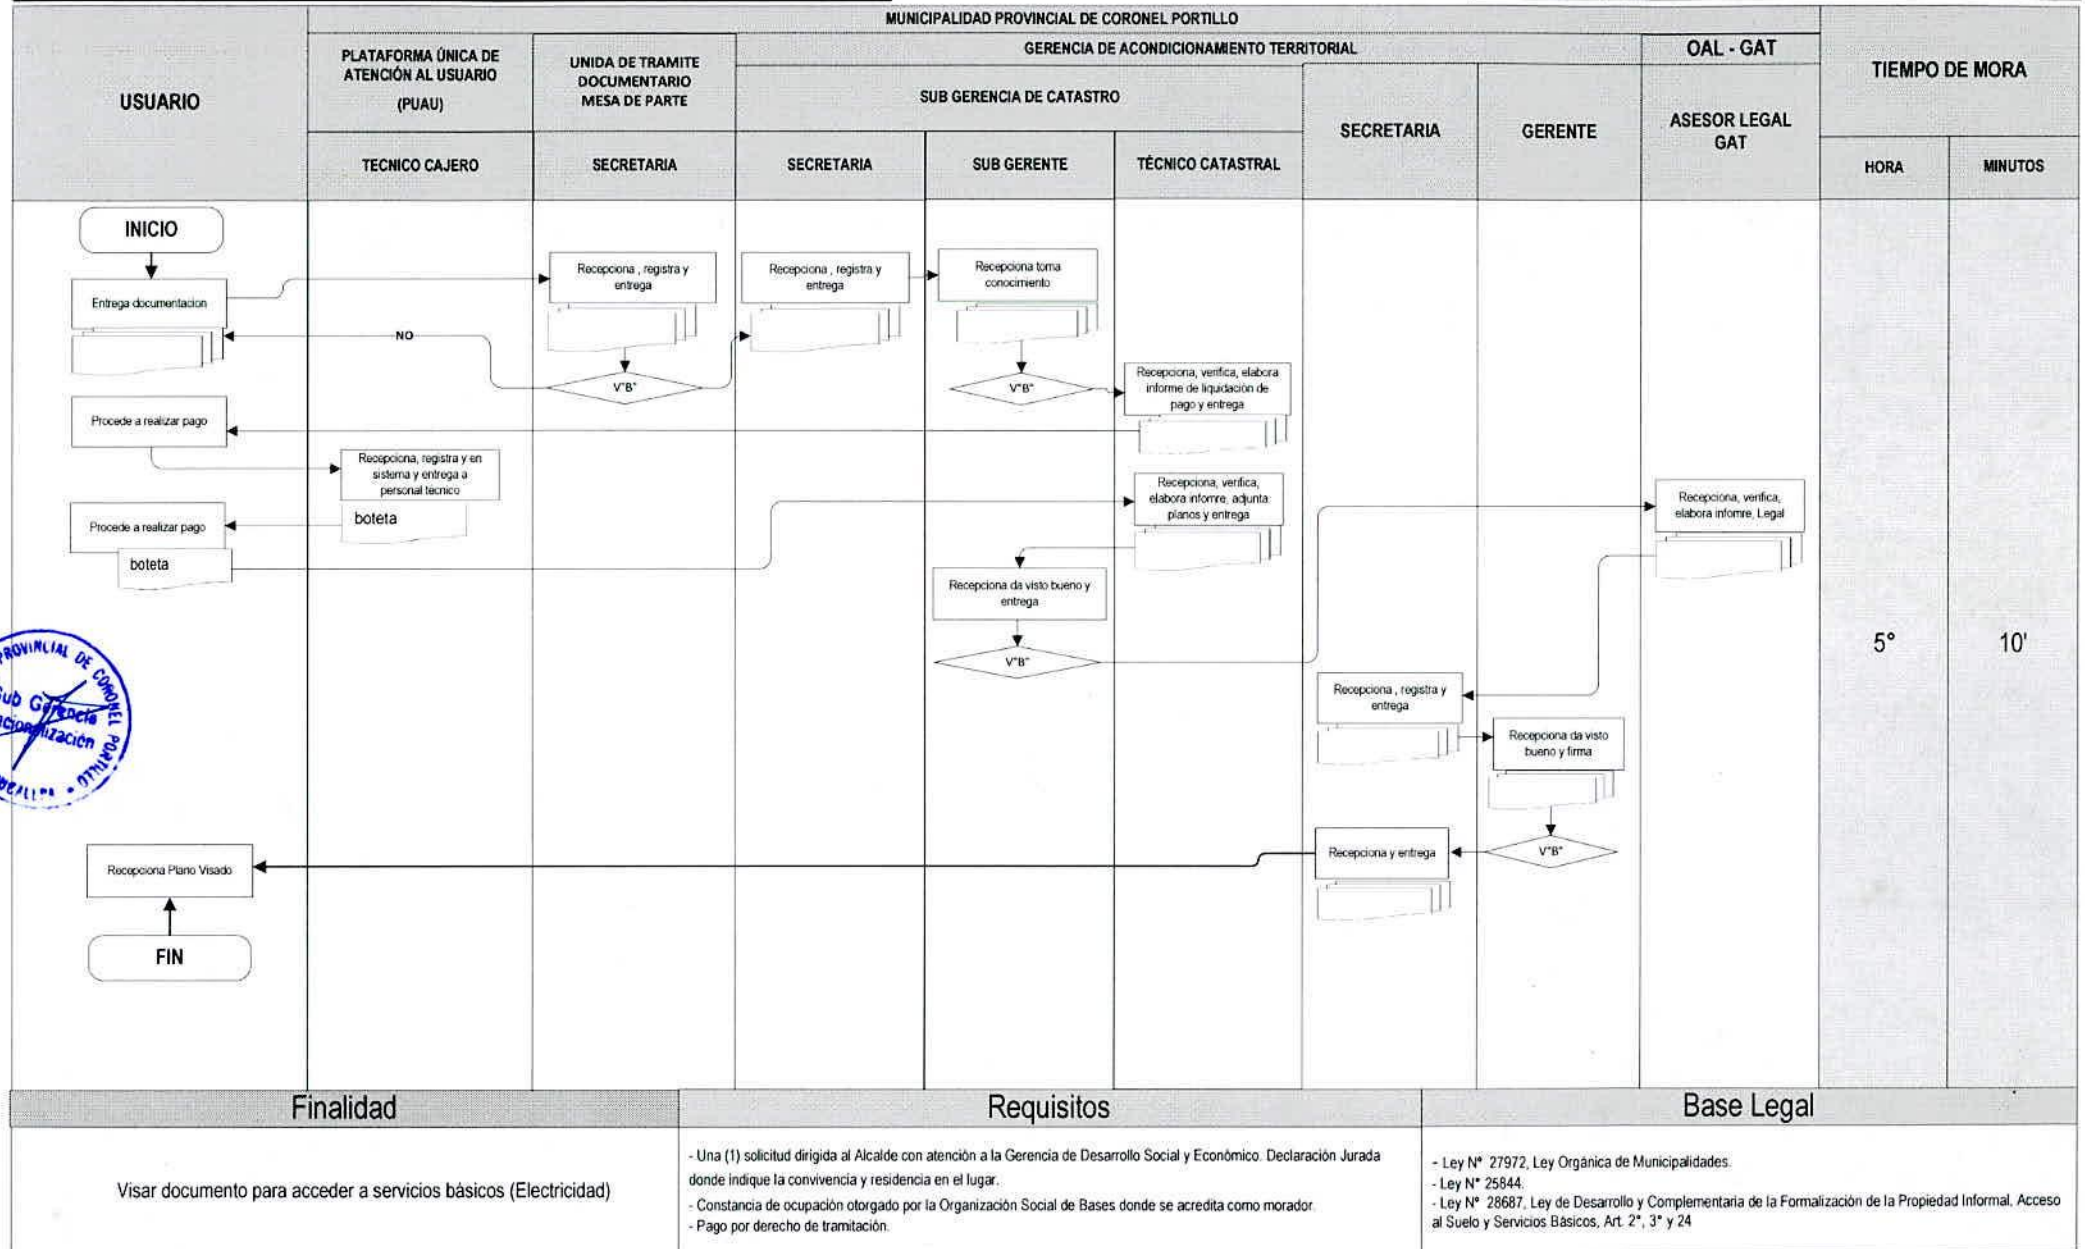 MUNICIPALIDAD PROVINCIAL DE CORONEL PORTILLO
USUARIO
PLATAFORMA ÚNICA DE
ATENCIÓN AL USUARIO
(PUAU)
UNIDA DE TRAMITE
DOCUMENTARIO
MESA DE PARTE
GERENCIA DE ACONDICIONAMIENTO TERRITORIAL
OAL - GAT
TIEMPO DE MORA
SUB GERENCIA DE CATASTRO
SECRETARIA
GERENTE
ASESOR LEGAL
GAT
TECNICO CAJERO
SECRETARIA
SECRETARIA
SUB GERENTE
TÉCNICO CATASTRAL
HORA
MINUTOS
INICIO
Entrega documentacion
Recepciona , registra y
entrega
Recepciona , registra y
entrega
Recepciona toma
conocimiento
NO
V"B"
V"B"
Recepciona, verifica, elabora
informe de liquidación de
pago y entrega
Procede a realizar pago
Recepciona, registra y en
sistema y entrega a
personal tecnico
boteta
Procede a realizar pago
boteta
Recepciona, verifica,
elabora infomre, adjunta
planos y entrega
Recepciona, verifica,
elabora infomre, Legal
Recepciona da visto bueno y
entrega
V"B"
5°
10'
PROVINCIAL DE CORONEL PORTILLO
Sub Gerencia
Recepciona , registra y
entrega
Recepciona da visto
bueno y firma
V"B"
Recepciona y entrega
Recepciona Plano Visado
FIN
Finalidad
Requisitos
Base Legal
Visar documento para acceder a servicios básicos (Electricidad)
- Una (1) solicitud dirigida al Alcalde con atención a la Gerencia de Desarrollo Social y Económico. Declaración Jurada
donde indique la convivencia y residencia en el lugar.
- Constancia de ocupación otorgado por la Organización Social de Bases donde se acredita como morador.
- Pago por derecho de tramitación.
- Ley N° 27972, Ley Orgánica de Municipalidades.
- Ley N° 25844.
- Ley N° 28687, Ley de Desarrollo y Complementaria de la Formalización de la Propiedad Informal, Acceso
al Suelo y Servicios Básicos, Art. 2°, 3° y 24